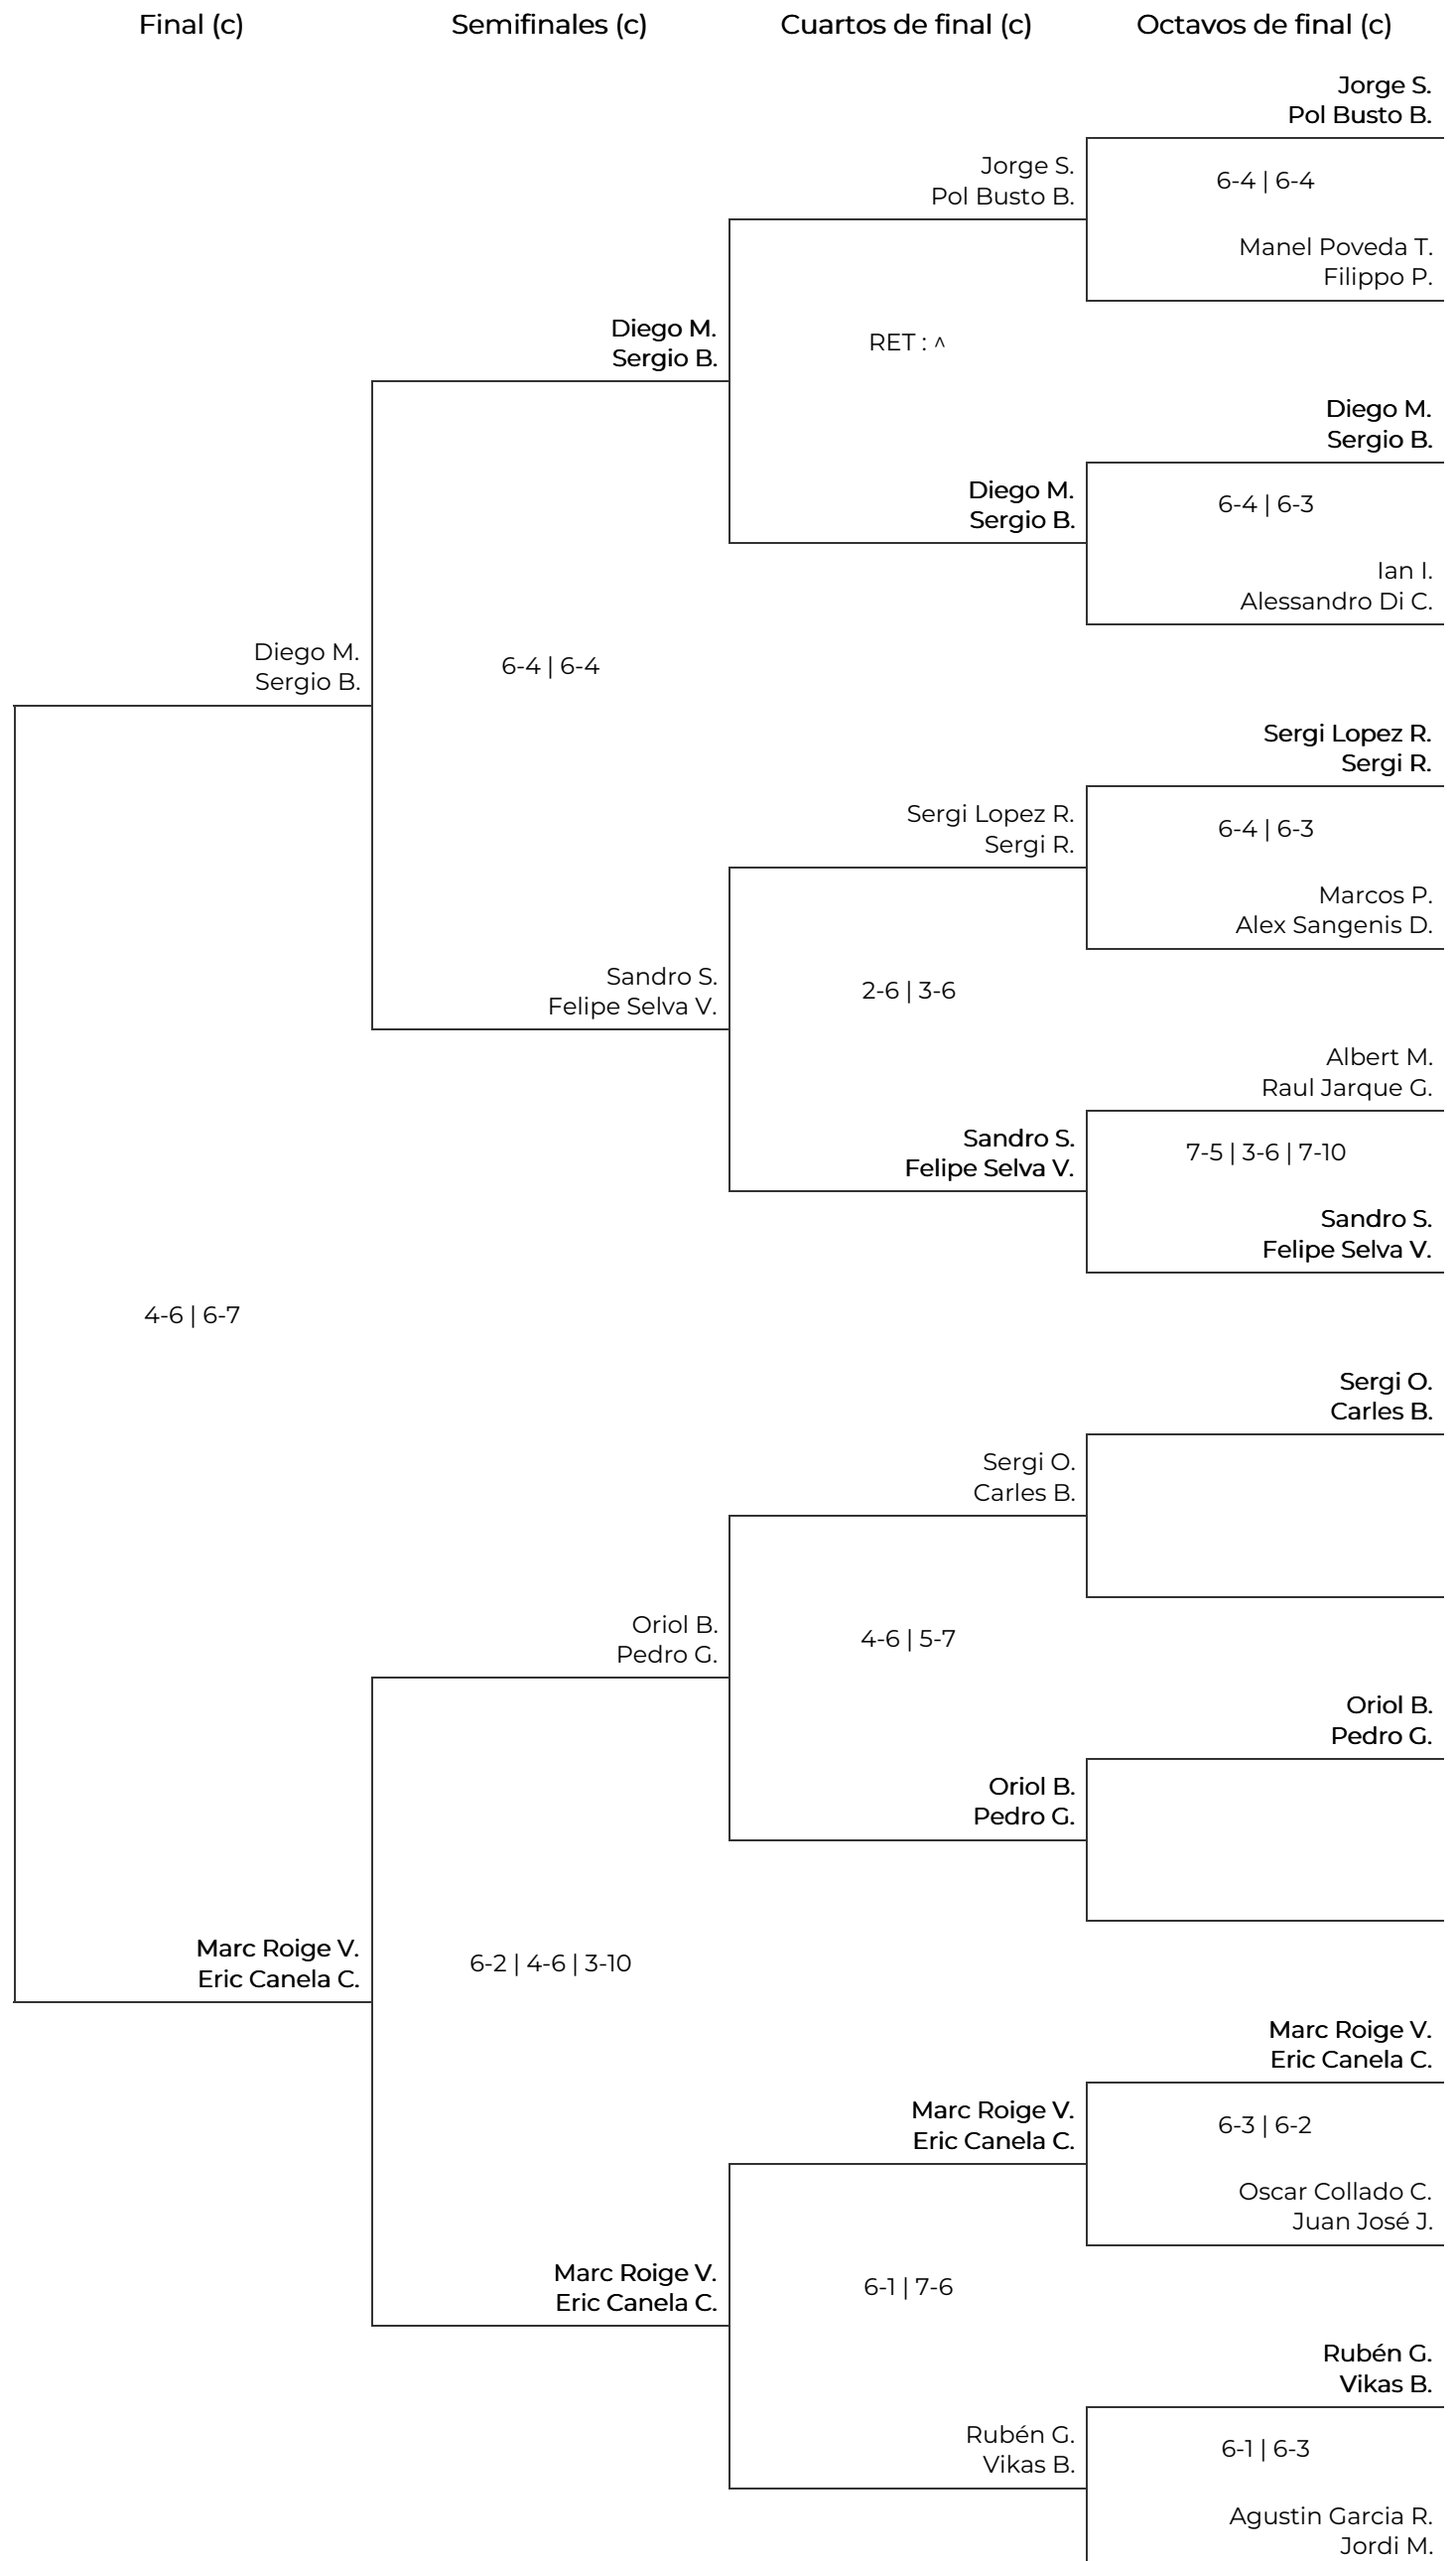 Final (c)
Semifinales (c)
Cuartos de final (c)
Octavos de final (c)
Jorge S.
Pol Busto B.
Jorge S.
Pol Busto B.
6-4 | 6-4
Manel Poveda T.
Filippo P.
Diego M.
Sergio B.
RET : ^
Diego M.
Sergio B.
Diego M.
Sergio B.
6-4 | 6-3
Ian I.
Alessandro Di C.
Diego M.
Sergio B.
6-4 | 6-4
Sergi Lopez R.
Sergi R.
Sergi Lopez R.
Sergi R.
6-4 | 6-3
Marcos P.
Alex Sangenis D.
Sandro S.
Felipe Selva V.
2-6 | 3-6
Albert M.
Raul Jarque G.
Sandro S.
Felipe Selva V.
7-5 | 3-6 | 7-10
Sandro S.
Felipe Selva V.
4-6 | 6-7
Sergi O.
Carles B.
Sergi O.
Carles B.
Oriol B.
Pedro G.
4-6 | 5-7
Oriol B.
Pedro G.
Oriol B.
Pedro G.
Marc Roige V.
Eric Canela C.
6-2 | 4-6 | 3-10
Marc Roige V.
Eric Canela C.
Marc Roige V.
Eric Canela C.
6-3 | 6-2
Oscar Collado C.
Juan José J.
Marc Roige V.
Eric Canela C.
6-1 | 7-6
Rubén G.
Vikas B.
Rubén G.
Vikas B.
6-1 | 6-3
Agustin Garcia R.
Jordi M.